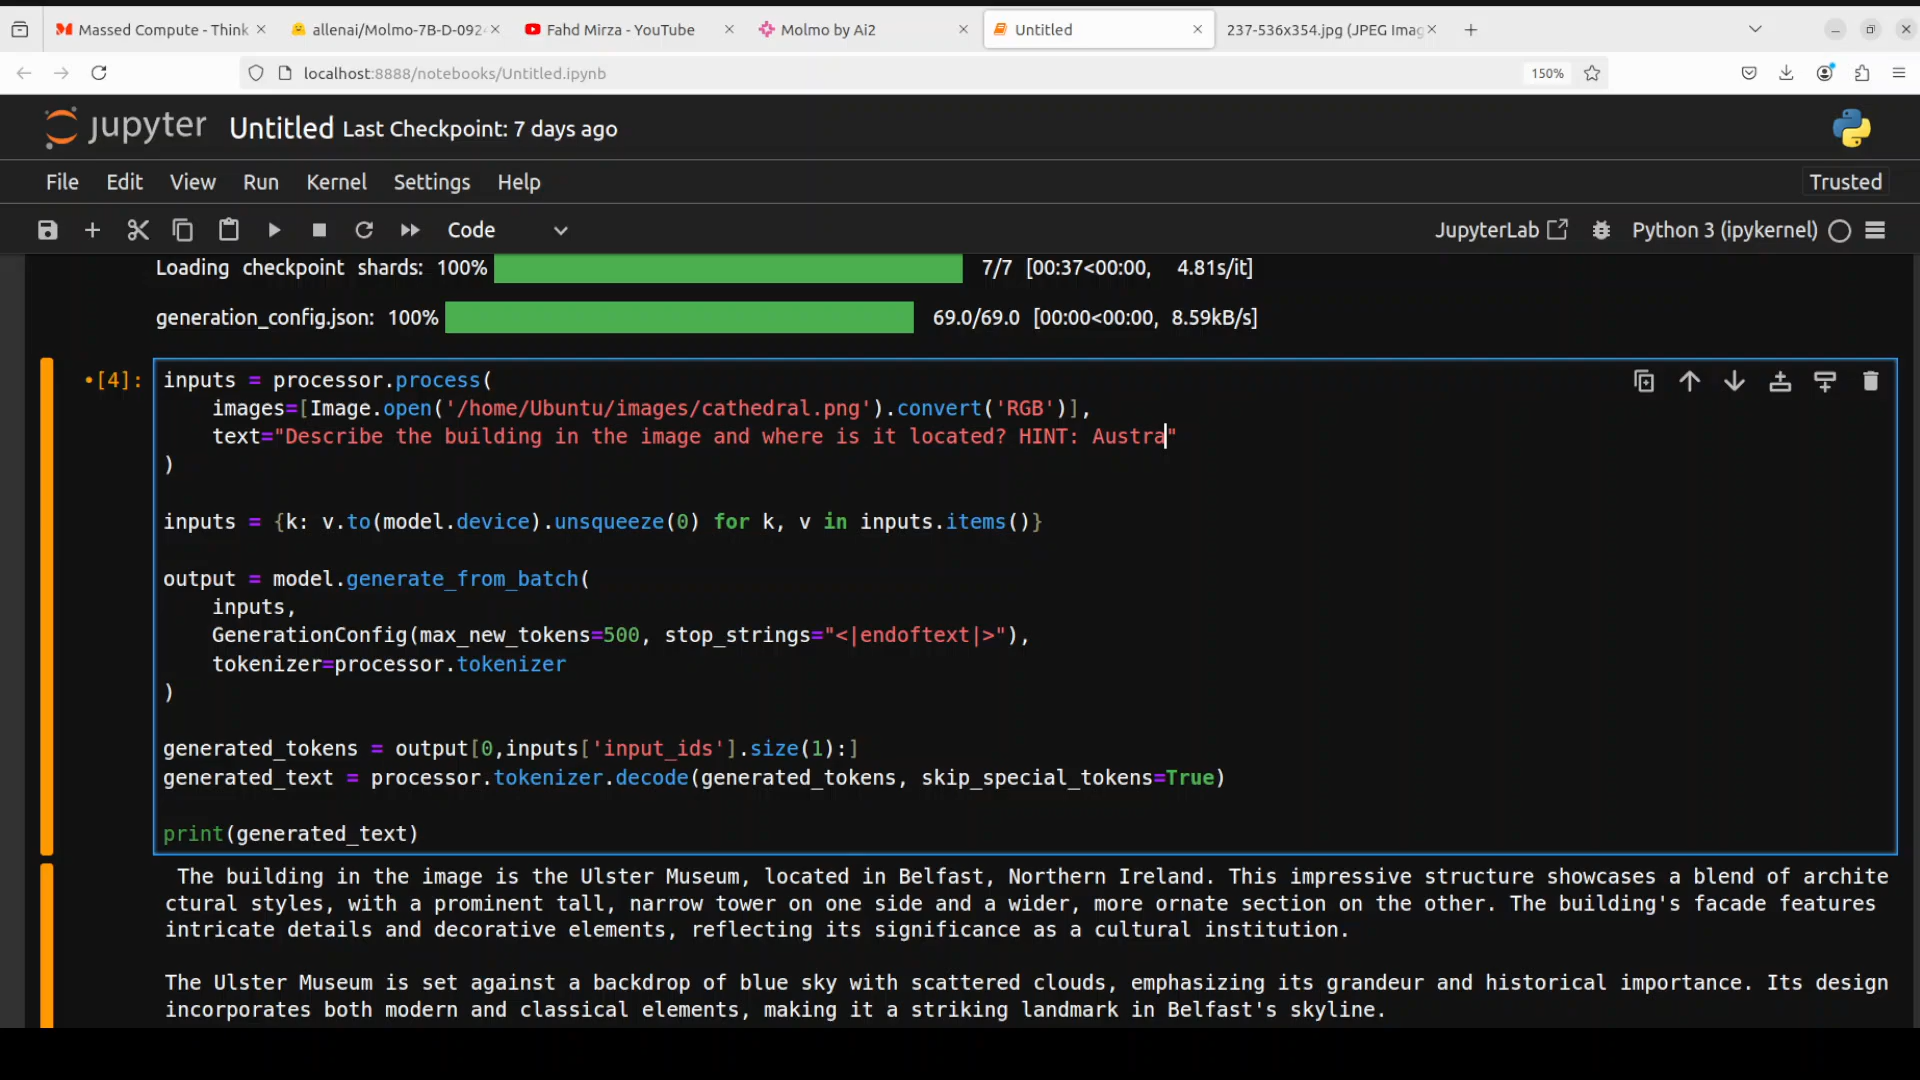 Massed Compute - Think
allenai/Molmo-7B-D-092
Fahd Mirza - YouTube
Molmo by Ai2
Untitled
237-536x354.jpg (JPEG Imag
localhost:8888/notebooks/Untitled.ipynb
150%
jupyter Untitled Last Checkpoint: 7 days ago
File Edit View Run Kernel Settings Help
Trusted
Code
JupyterLab
Python 3 (ipykernel)
Loading checkpoint shards: 100% 7/7 [00:37<00:00, 4.81s/it]
generation_config.json: 100% 69.0/69.0 [00:00<00:00, 8.59kB/s]
•[4]: inputs = processor.process(
    images=[Image.open('/home/Ubuntu/images/cathedral.png').convert('RGB')],
    text="Describe the building in the image and where is it located? HINT: Austra"
)
inputs = {k: v.to(model.device).unsqueeze(0) for k, v in inputs.items()}
output = model.generate_from_batch(
    inputs,
    GenerationConfig(max_new_tokens=500, stop_strings="<|endoftext|>"),
    tokenizer=processor.tokenizer
)
generated_tokens = output[0,inputs['input_ids'].size(1):]
generated_text = processor.tokenizer.decode(generated_tokens, skip_special_tokens=True)
print(generated_text)
The building in the image is the Ulster Museum, located in Belfast, Northern Ireland. This impressive structure showcases a blend of archite
ctural styles, with a prominent tall, narrow tower on one side and a wider, more ornate section on the other. The building's facade features
intricate details and decorative elements, reflecting its significance as a cultural institution.
The Ulster Museum is set against a backdrop of blue sky with scattered clouds, emphasizing its grandeur and historical importance. Its design
incorporates both modern and classical elements, making it a striking landmark in Belfast's skyline.